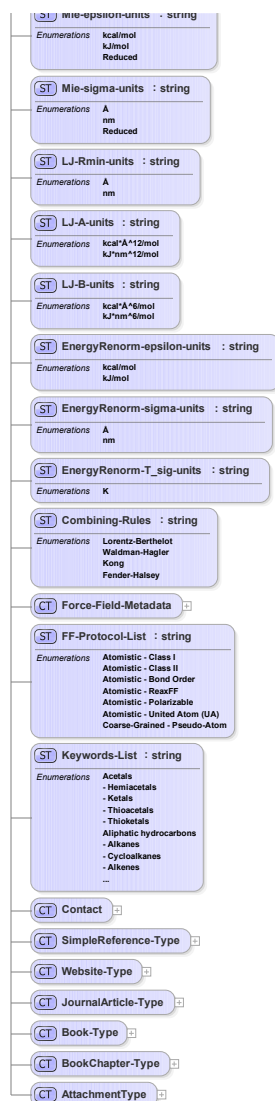 ST Mie-epsilon-units : string
Enumerations kcal/mol
kJ/mol
Reduced
ST Mie-sigma-units : string
Enumerations Å
nm
Reduced
ST LJ-Rmin-units : string
Enumerations Å
nm
ST LJ-A-units : string
Enumerations kcal*Å^12/mol
kJ*nm^12/mol
ST LJ-B-units : string
Enumerations kcal*Å^6/mol
kJ*nm^6/mol
ST EnergyRenorm-epsilon-units : string
Enumerations kcal/mol
kJ/mol
ST EnergyRenorm-sigma-units : string
Enumerations Å
nm
ST EnergyRenorm-T_sig-units : string
Enumerations K
ST Combining-Rules : string
Enumerations Lorentz-Berthelot
Waldman-Hagler
Kong
Fender-Halsey
CT Force-Field-Metadata
ST FF-Protocol-List : string
Enumerations Atomistic - Class I
Atomistic - Class II
Atomistic - Bond Order
Atomistic - ReaxFF
Atomistic - Polarizable
Atomistic - United Atom (UA)
Coarse-Grained - Pseudo-Atom
ST Keywords-List : string
Enumerations Acetals
- Hemiacetals
- Ketals
- Thioacetals
- Thioketals
Aliphatic hydrocarbons
- Alkanes
- Cycloalkanes
- Alkenes
...
CT Contact
CT SimpleReference-Type
CT Website-Type
CT JournalArticle-Type
CT Book-Type
CT BookChapter-Type
CT AttachmentType